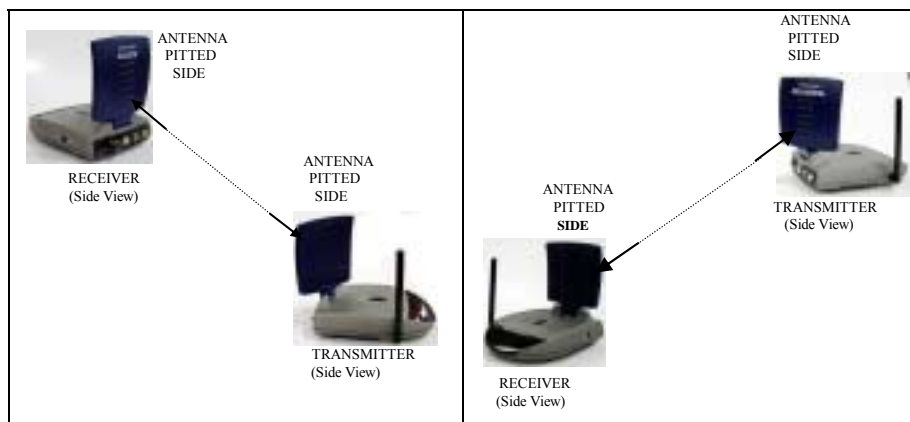 ANTENNA
PITTED
SIDE
RECEIVER
(Side View)
ANTENNA
PITTED
SIDE
TRANSMITTER
(Side View)
ANTENNA
PITTED
SIDE
TRANSMITTER
(Side View)
ANTENNA
PITTED
SIDE
RECEIVER
(Side View)